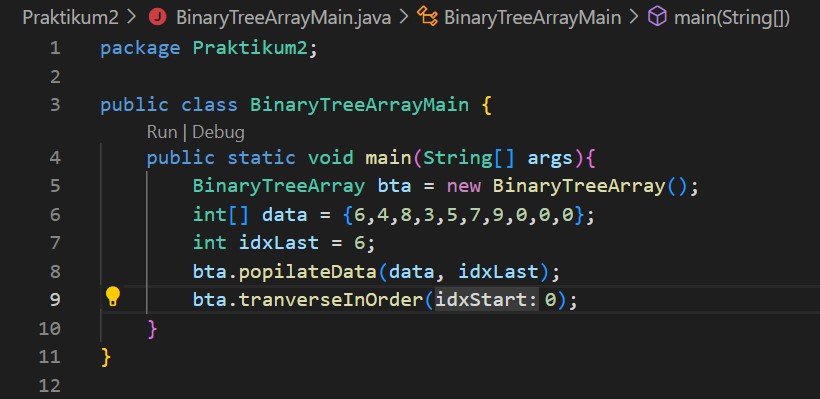 Praktikum2 > J BinaryTreeArrayMain.java > BinaryTreeArrayMain > main(String[])
1 package Praktikum2;
2
3 public class BinaryTreeArrayMain {
Run | Debug
4 public static void main(String[] args){
5 BinaryTreeArray bta = new BinaryTreeArray();
6 int[] data = {6,4,8,3,5,7,9,0,0,0};
7 int idxLast = 6;
8 bta.popilateData(data, idxLast);
9 bta.tranverseInOrder(idxStart: 0);
10 }
11 }
12